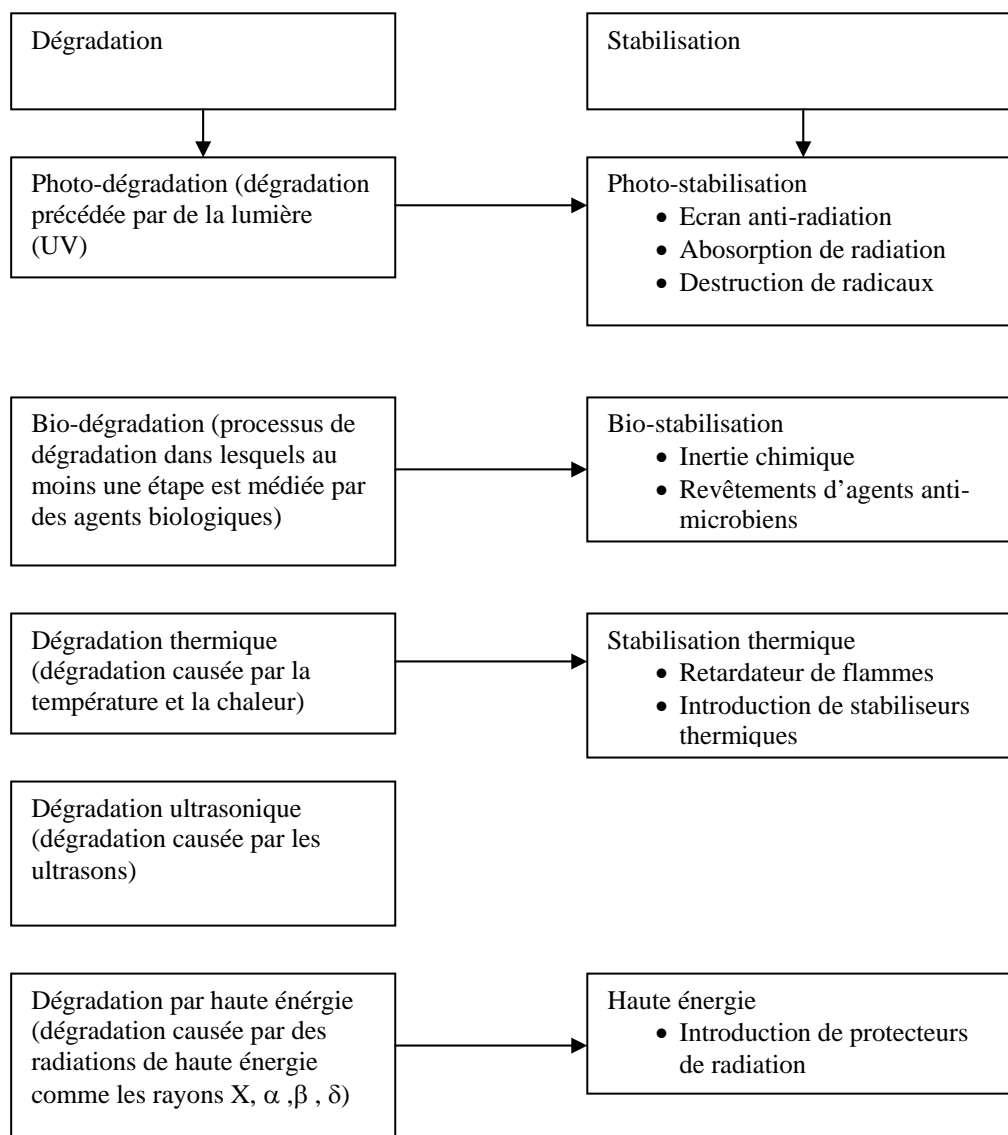 Dégradation
Stabilisation
Photo-dégradation (dégradation
précédée par de la lumière
(UV)
Photo-stabilisation
• Ecran anti-radiation
• Abosorption de radiation
• Destruction de radicaux
Bio-dégradation (processus de
dégradation dans lesquels au
moins une étape est médiée par
des agents biologiques)
Bio-stabilisation
• Inertie chimique
• Revêtements d'agents anti-
microbiens
Dégradation thermique
(dégradation causée par la
température et la chaleur)
Stabilisation thermique
• Retardateur de flammes
• Introduction de stabiliseurs
thermiques
Dégradation ultrasonique
(dégradation causée par les
ultrasons)
Dégradation par haute énérgie
(dégradation causée par des
radiations de haute énergie
comme les rayons X, α ,β , δ)
Haute énergie
• Introduction de protecteurs
de radiation